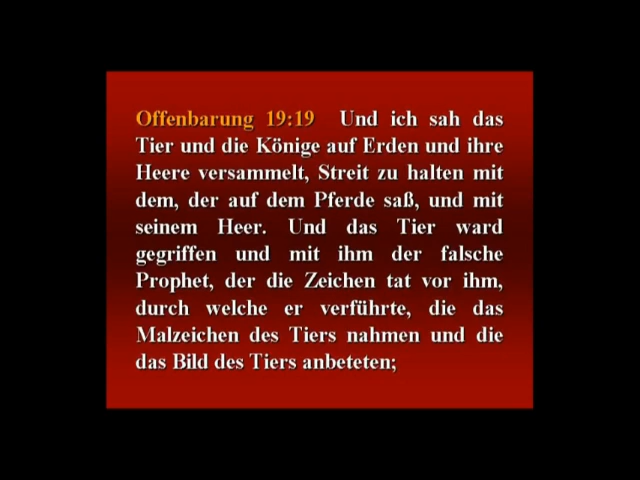 Offenbarung 19:19 Und ich sah das
Tier und die Könige auf Erden und ihre
Heere versammelt, Streit zu halten mit
dem, der auf dem Pferde saß, und mit
seinem Heer. Und das Tier ward
gegriffen und mit ihm der falsche
Prophet, der die Zeichen tat vor ihm,
durch welche er verführte, die das
Malzeichen des Tiers nahmen und die
das Bild des Tiers anbeteten;